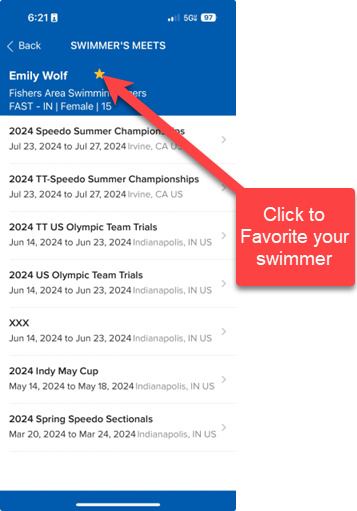 6:21
5G 97
Back SWIMMER'S MEETS
Emily Wolf
Fishers Area Swimming
FAST - IN | Female | 15
2024 Speedo Summer Championships
Jul 23, 2024 to Jul 27, 2024 Irvine, CA US
2024 TT-Speedo Summer Championships
Jul 23, 2024 to Jul 27, 2024 Irvine, CA US
2024 TT US Olympic Team Trials
Jun 14, 2024 to Jun 23, 2024 Indianapolis, IN US
2024 US Olympic Team Trials
Jun 14, 2024 to Jun 23, 2024 Indianapolis, IN US
XXX
Jun 14, 2024 to Jun 23, 2024 Indianapolis, IN US
2024 Indy May Cup
May 14, 2024 to May 18, 2024 Indianapolis, IN US
2024 Spring Speedo Sectionals
Mar 20, 2024 to Mar 24, 2024 Indianapolis, IN US
Click to
Favorite your
swimmer